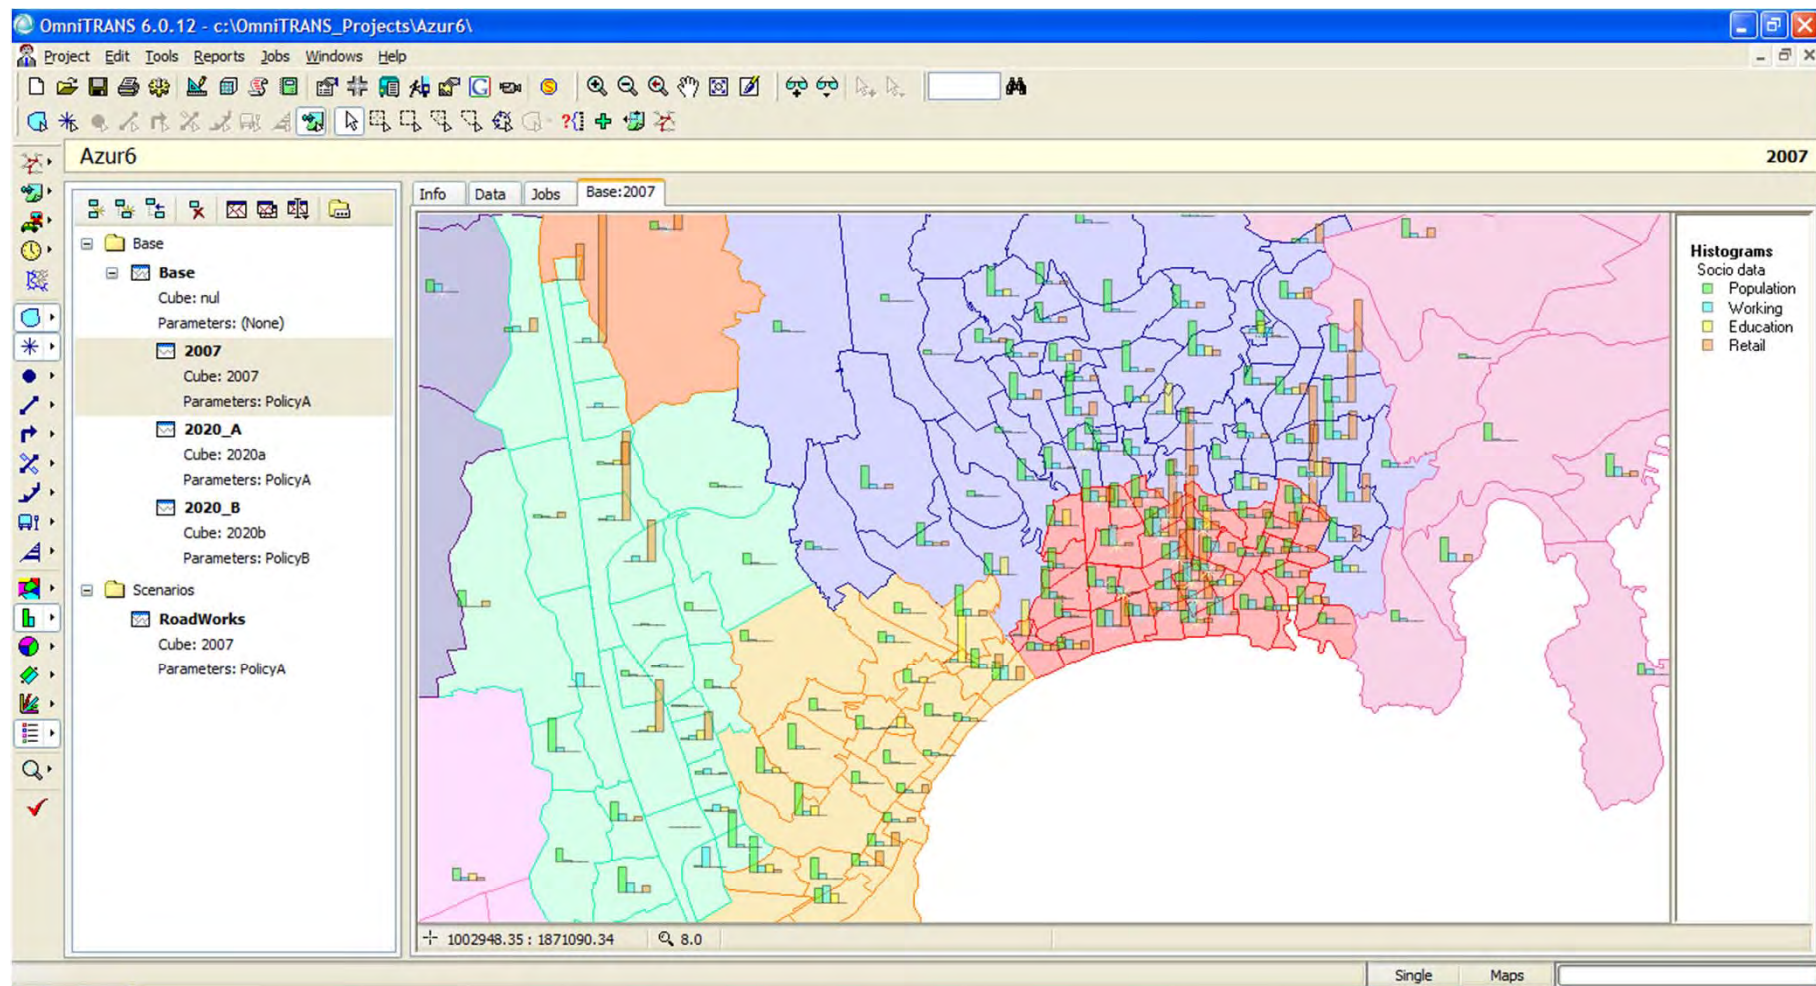 OmniTRANS 6.0.12 - c:\OmniTRANS_Projects\Azur6\
Project Edit Tools Reports Jobs Windows Help
Azur6 2007
Info Data Jobs Base:2007
Base
Base
Cube: nul
Parameters: (None)
2007
Cube: 2007
Parameters: PolicyA
2020_A
Cube: 2020a
Parameters: PolicyA
2020_B
Cube: 2020b
Parameters: PolicyB
Scenarios
RoadWorks
Cube: 2007
Parameters: PolicyA
Histograms
Socio data
Population
Working
Education
Retail
1002948.35 : 1871090.34 8.0
Single Maps